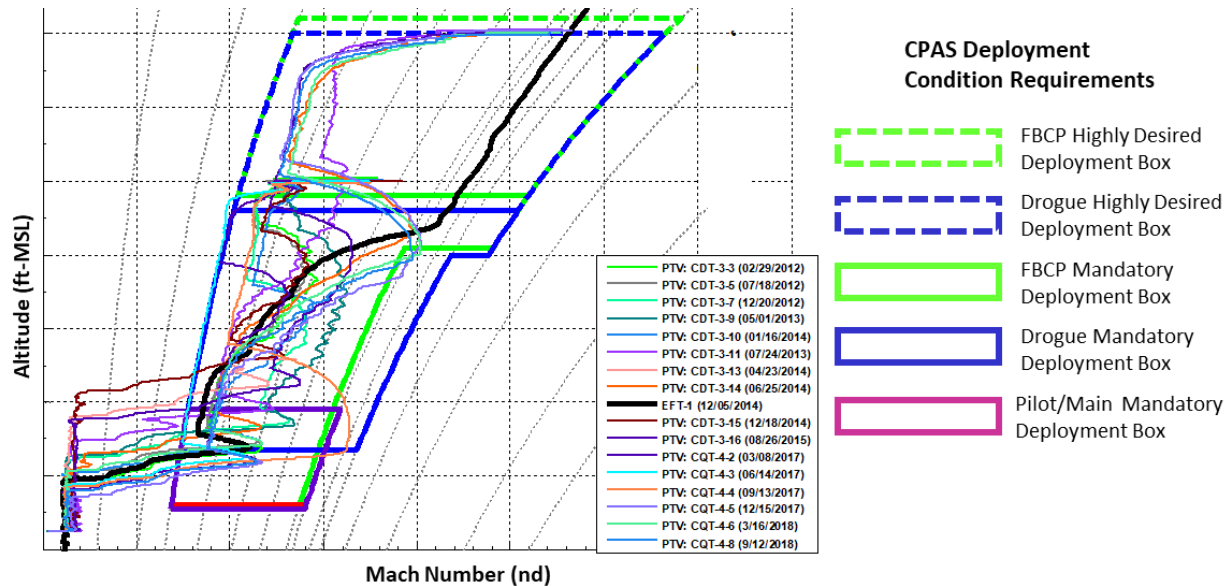 CPAS Deployment
Condition Requirements
FBCP Highly Desired
Deployment Box
Drogue Highly Desired
Deployment Box
FBCP Mandatory
Deployment Box
Drogue Mandatory
Deployment Box
Pilot/Main Mandatory
Deployment Box
Altitude (ft-MSL)
PTV: CDT-3-3 (02/29/2012)
PTV: CDT-3-5 (07/18/2012)
PTV: CDT-3-7 (12/20/2012)
PTV: CDT-3-9 (05/01/2013)
PTV: CDT-3-10 (01/16/2014)
PTV: CDT-3-11 (07/24/2013)
PTV: CDT-3-13 (04/23/2014)
PTV: CDT-3-14 (06/25/2014)
EFT-1 (12/05/2014)
PTV: CDT-3-15 (12/18/2014)
PTV: CDT-3-16 (08/26/2015)
PTV: CQT-4-2 (03/08/2017)
PTV: CQT-4-3 (06/14/2017)
PTV: CQT-4-4 (09/13/2017)
PTV: CQT-4-5 (12/15/2017)
PTV: CQT-4-6 (3/16/2018)
PTV: CQT-4-8 (9/12/2018)
Mach Number (nd)